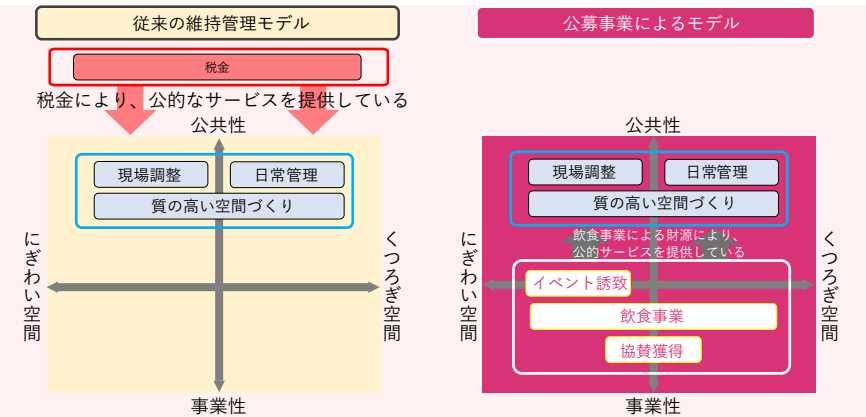 従来の維持管理モデル
税金
税金により、公的なサービスを提供している
公共性
現場調整
日常管理
質の高い空間づくり
にぎわい空間
くつろぎ空間
事業性
公募事業によるモデル
公共性
現場調整
日常管理
質の高い空間づくり
飲食事業による財源により、
公的サービスを提供している
にぎわい空間
くつろぎ空間
イベント誘致
飲食事業
協賛獲得
事業性